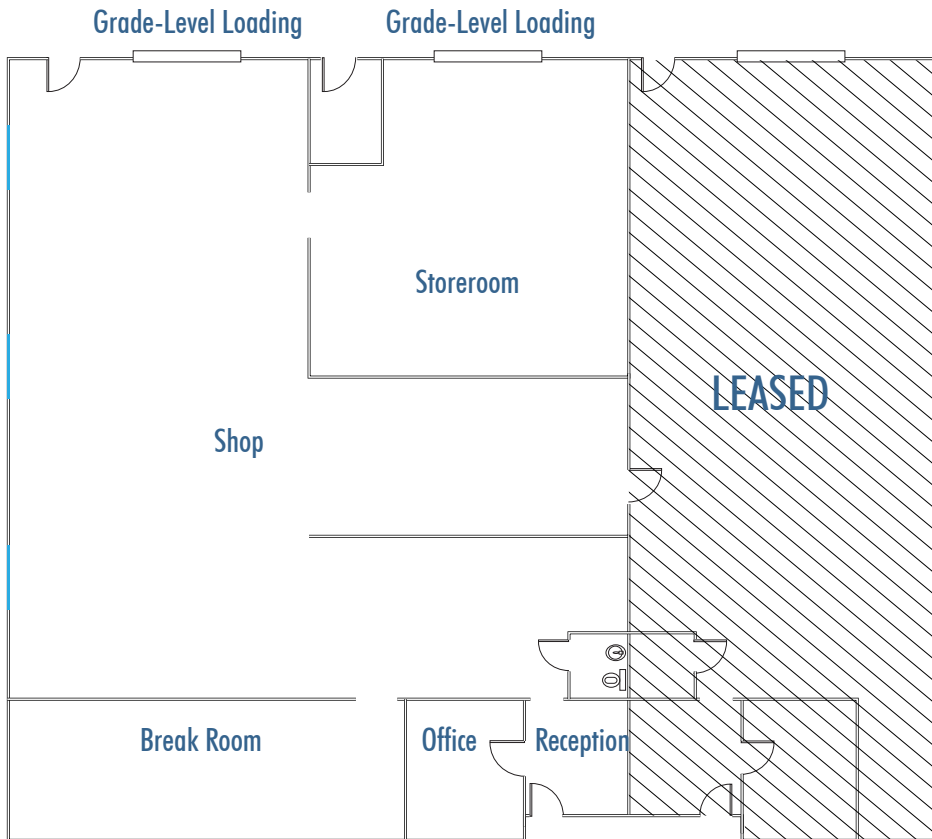 Grade-Level Loading
Grade-Level Loading
Storeroom
LEASED
Shop
Break Room
Office
Reception